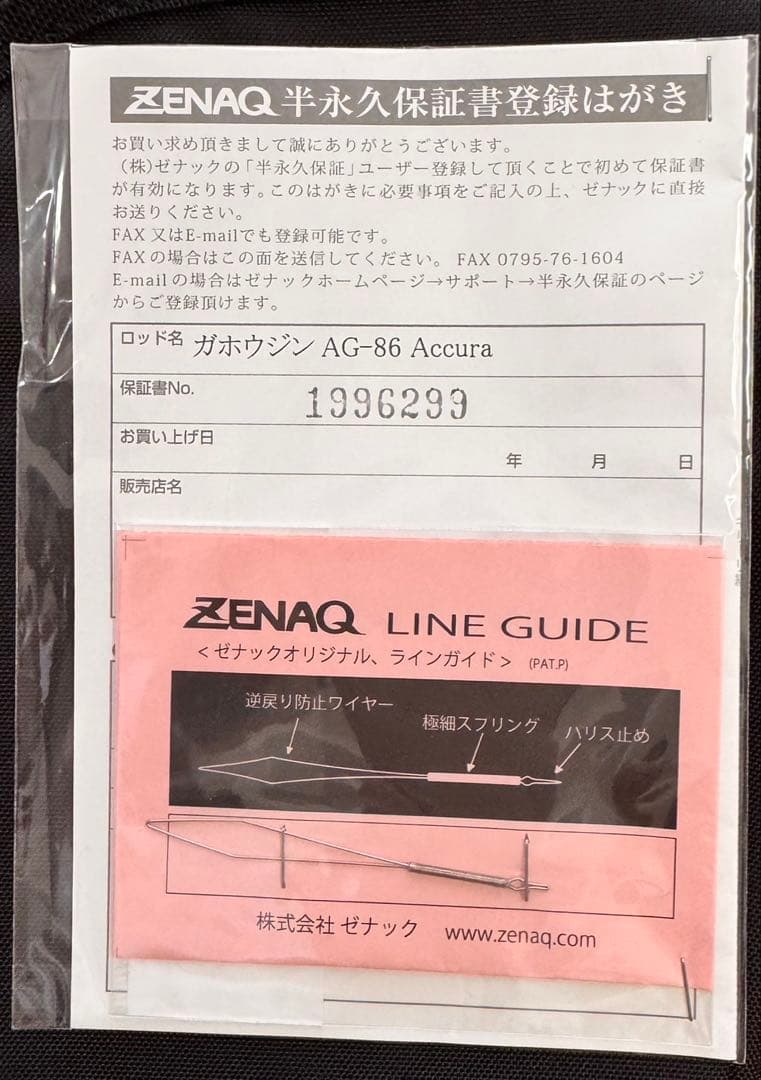 ZENAQ 半永久保証書登録はがき
お買い求め頂きまして誠にありがとうございます。
(株)ゼナックの「半永久保証」ユーザー登録して頂くことで初めて保証書
が有効になります。このはがきに必要事項をご記入の上、ゼナックに直接
お送りください。
FAX 又はE-mailでも登録可能です。
FAXの場合はこの面を送信してください。 FAX 0795-76-1604
E-mailの場合はゼナックホームページ→サポート→半永久保証のページ
からご登録頂けます。
ロッド名 ガホウジン AG-86 Accura
保証書No. 1996299
お買い上げ日
年 月 日
販売店名
ZENAQ LINE GUIDE
<ゼナックオリジナル、ラインガイド> (PAT.P)
逆戻り防止ワイヤー
極細スプリング
ハリス止め
株式会社 ゼナック www.zenaq.com